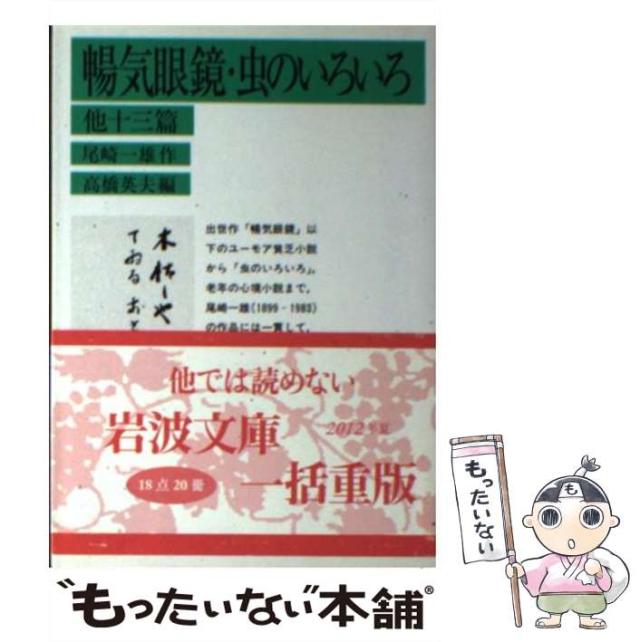 暢気眼鏡・虫のいろいろ
他十三篇
尾崎一雄作
高橋英夫編
出世作「暢気眼鏡」以
下のユーモア貧乏小説
から「虫のいろいろ」、
老年の心境小説まで。
尾崎一雄(1899-1983)
の作品には一貫して、
他では読めない
岩波文庫
2012年夏
18点20冊
一括重版
もったいない
も
"もったいない"本舗®